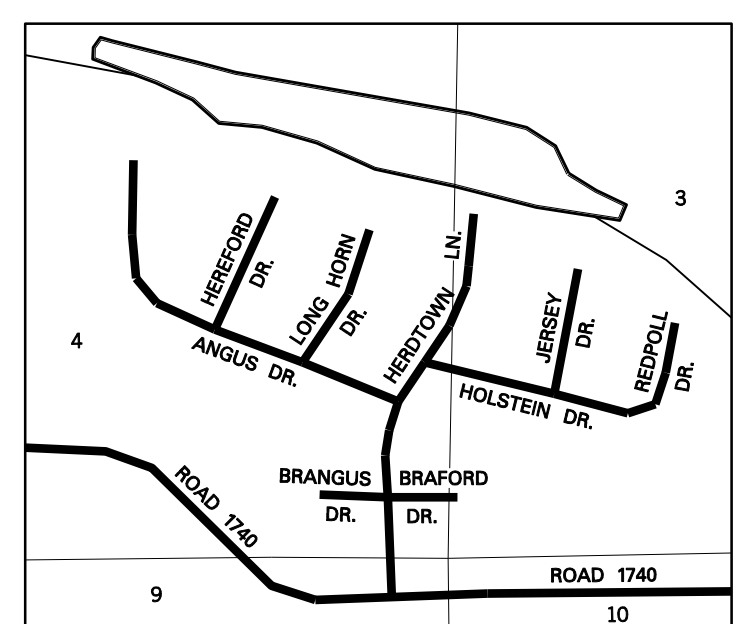 3
LN.
HEREFORD
DR.
LONG HORN
DR.
HERDTOWN
JERSEY
DR.
REDPOLL
DR.
4
ANGUS DR.
HOLSTEIN DR.
BRANGUS
DR.
BRAFORD
DR.
ROAD 1740
ROAD 1740
9
10